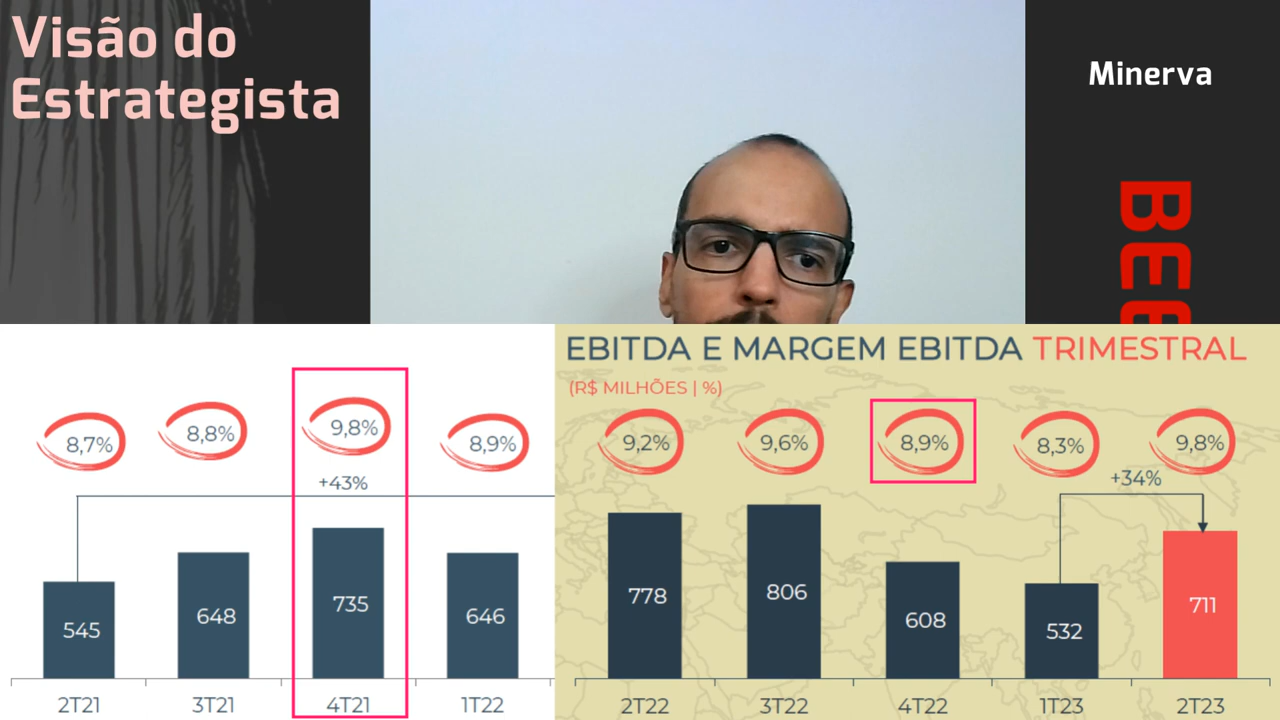 Visão do
Estrategista
Minerva
BEE
8,7%
8,8%
9,8%
8,9%
+43%
545
648
735
646
2T21
3T21
4T21
1T22
EBITDA E MARGEM EBITDA TRIMESTRAL
(R$ MILHÕES | %)
9,2%
9,6%
8,9%
8,3%
9,8%
+34%
778
806
608
532
711
2T22
3T22
4T22
1T23
2T23